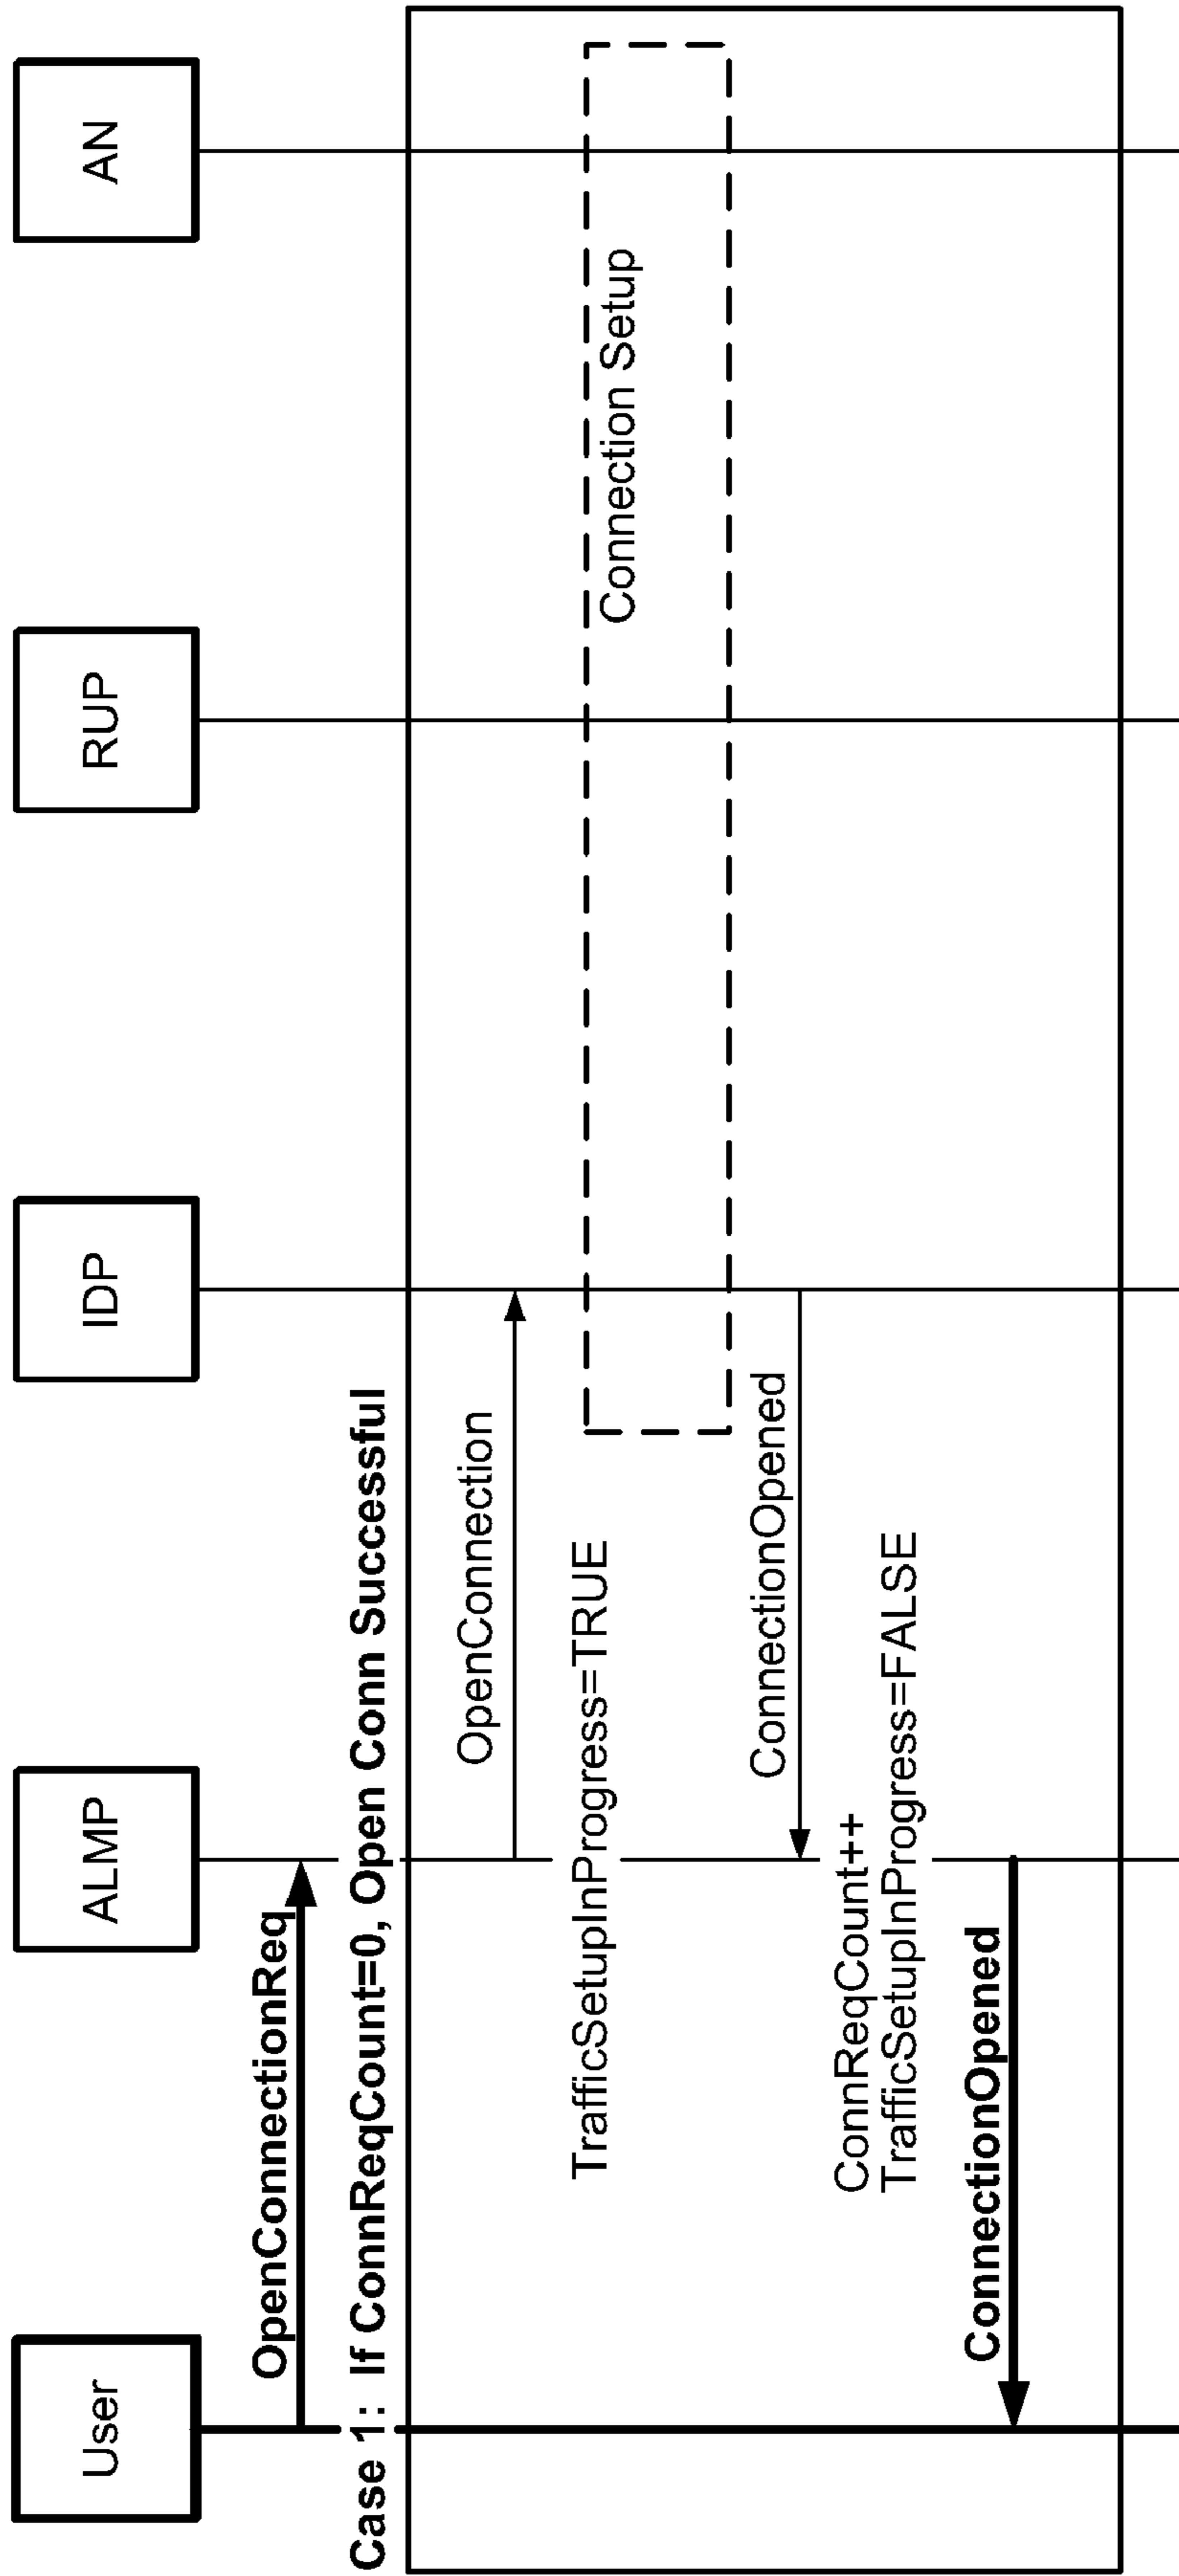 User
ALMP
IDP
RUP
AN
OpenConnectionReq
Case 1: If ConnReqCount=0, Open Conn Successful
OpenConnection
TrafficSetupInProgress=TRUE
Connection Setup
ConnectionOpened
ConnReqCount++
TrafficSetupInProgress=FALSE
ConnectionOpened